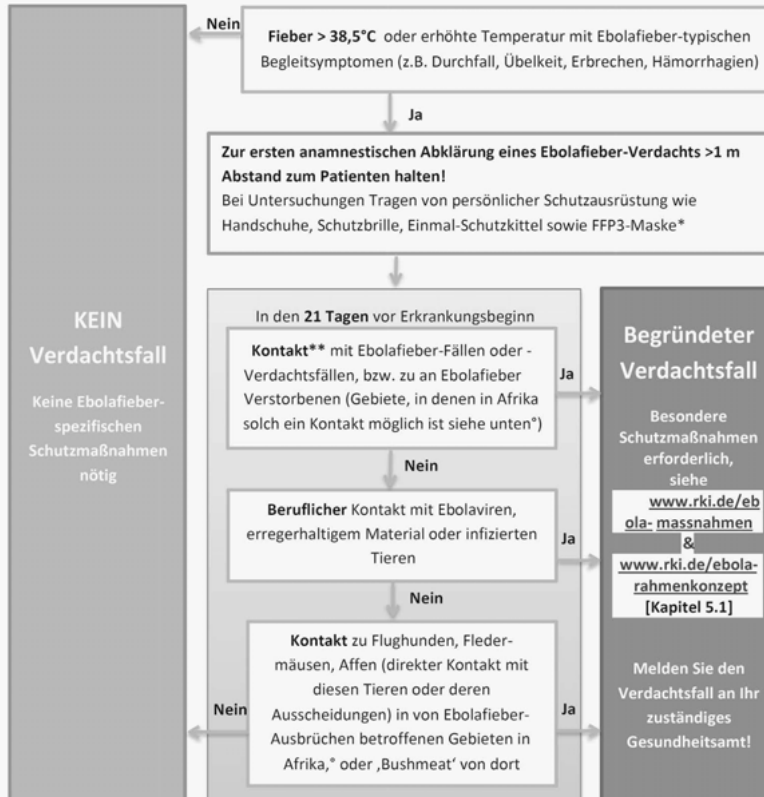 Nein
Fieber > 38,5°C oder erhöhte Temperatur mit Ebolafieber-typischen
Begleitsymptomen (z.B. Durchfall, Übelkeit, Erbrechen, Hämorrhagien)
Ja
Zur ersten anamnestischen Abklärung eines Ebolafieber-Verdachts >1 m
Abstand zum Patienten halten!
Bei Untersuchungen Tragen von persönlicher Schutzausrüstung wie
Handschuhe, Schutzbrille, Einmal-Schutzkittel sowie FFP3-Maske*
KEIN
Verdachtsfall
Keine Ebolafieber-
spezifischen
Schutzmaßnahmen
nötig
In den 21 Tagen vor Erkrankungsbeginn
Kontakt** mit Ebolafieber-Fällen oder -
Verdachtsfällen, bzw. zu an Ebolafieber
Verstorbenen (Gebiete, in denen in Afrika
solch ein Kontakt möglich ist siehe unten°)
Ja
Nein
Beruflicher Kontakt mit Ebolaviren,
erregerhaltigem Material oder infizierten
Tieren
Ja
Nein
Kontakt zu Flughunden, Fleder-
mäusen, Affen (direkter Kontakt mit
diesen Tieren oder deren
Ausscheidungen) in von Ebolafieber-
Ausbrüchen betroffenen Gebieten in
Afrika,° oder ‚Bushmeat' von dort
Nein
Ja
Begründeter
Verdachtsfall
Besondere
Schutzmaßnahmen
erforderlich,
siehe
www.rki.de/eb
ola- massnahmen
&
www.rki.de/ebola-
rahmenkonzept
[Kapitel 5.1]
Melden Sie den
Verdachtsfall an Ihr
zuständiges
Gesundheitsamt!